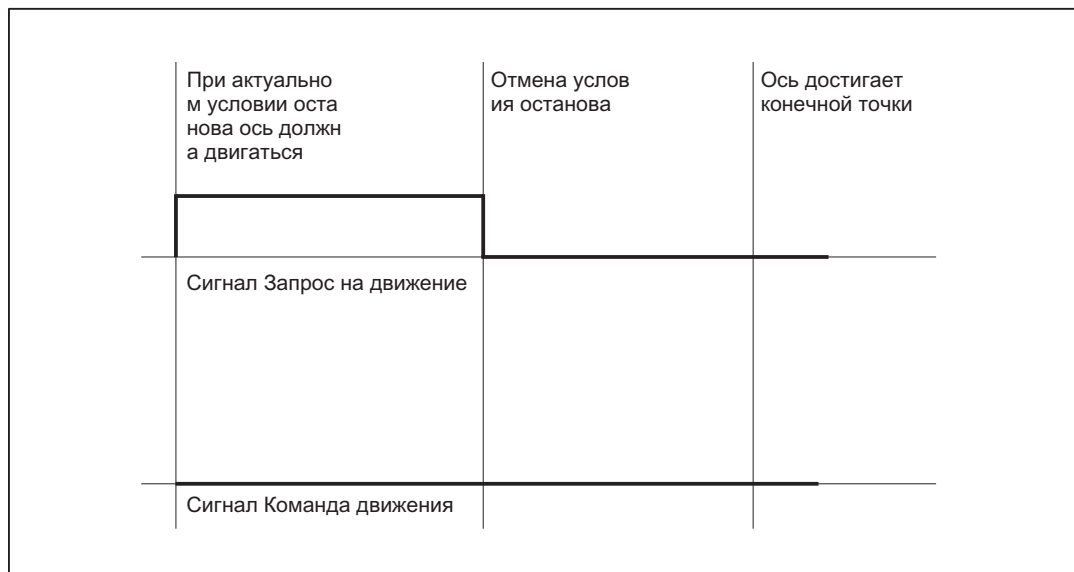 При актуально
м условии оста
нова ось должн
а двигаться
Отмена услов
ия останова
Ось достигает
конечной точки
Сигнал Запрос на движение
Сигнал Команда движения